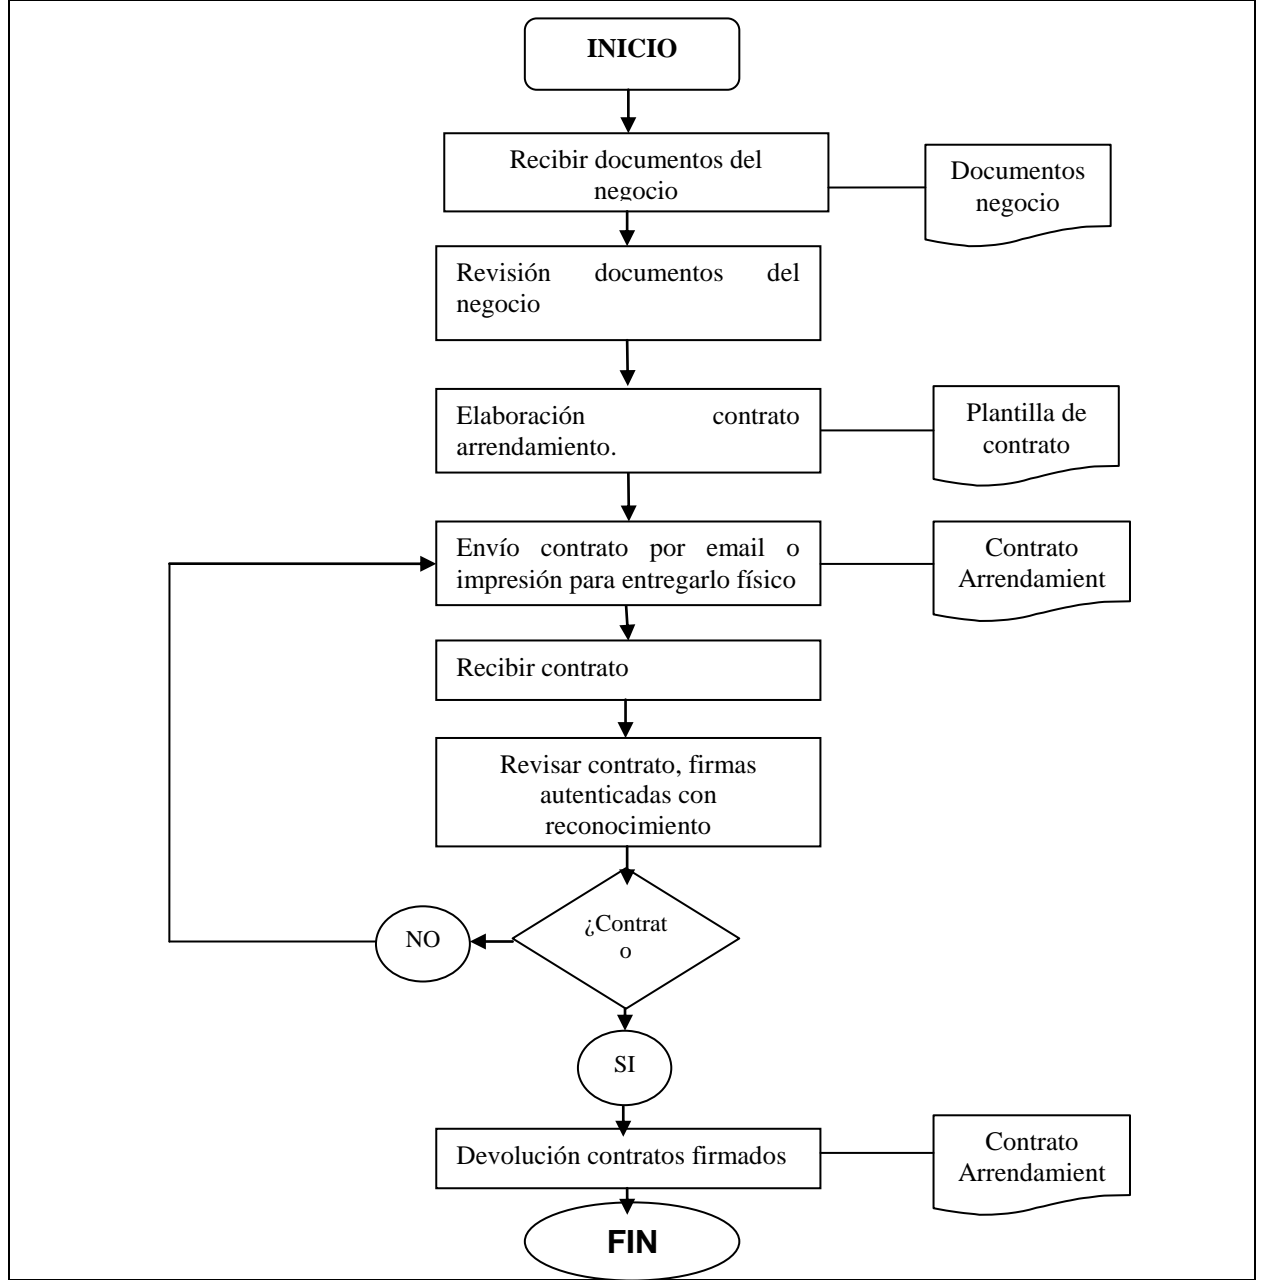 INICIO
Recibir documentos del
negocio
Documentos
negocio
Revisión documentos del
negocio
Elaboración contrato
arrendamiento.
Plantilla de
contrato
Envío contrato por email o
impresión para entregarlo físico
Contrato
Arrendamient
Recibir contrato
Revisar contrato, firmas
autenticadas con
reconocimiento
¿Contrat
o
NO
SI
Devolución contratos firmados
Contrato
Arrendamient
FIN